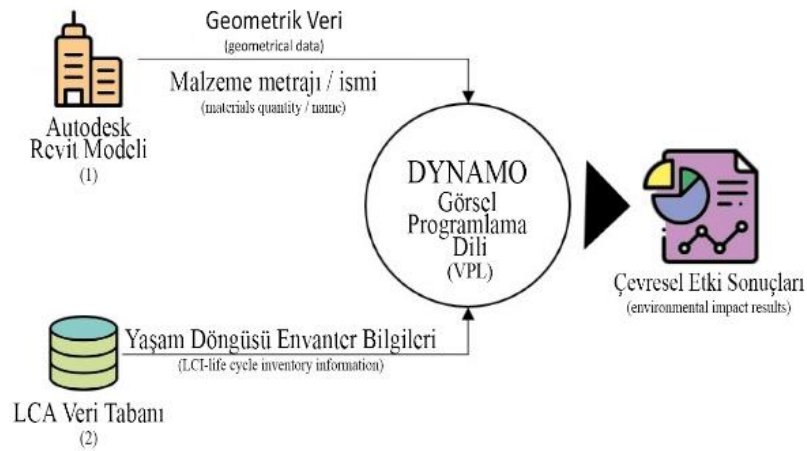 Geometrik Veri
(geometrical data)
Malzeme metrajı / ismi
(materials quantity / name)
Autodesk
Revit Modeli
(1)
DYNAMO
Görsel
Programlama
Dili
(VPL)
Çevresel Etki Sonuçları
(environmental impact results)
Yaşam Döngüsü Envanter Bilgileri
(LCI-life cycle inventory information)
LCA Veri Tabanı
(2)